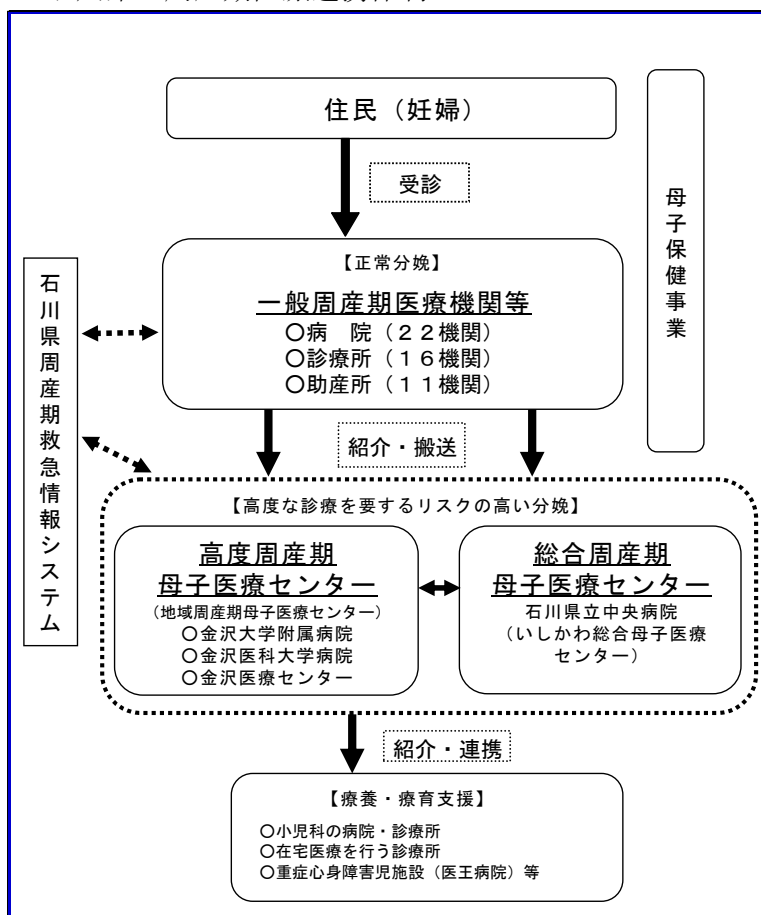 住民（妊婦）
受診
母子保健事業
【正常分娩】
一般周産期医療機関等
○病　院（２２機関）
○診療所（１６機関）
○助産所（１１機関）
石川県周産期救急情報システム
紹介・搬送
【高度な診療を要するリスクの高い分娩】
高度周産期
母子医療センター
（地域周産期母子医療センター）
○金沢大学附属病院
○金沢医科大学病院
○金沢医療センター
総合周産期
母子医療センター
石川県立中央病院
（いしかわ総合母子医療
センター）
紹介・連携
【療養・療育支援】
○小児科の病院・診療所
○在宅医療を行う診療所
○重症心身障害児施設（医王病院）等